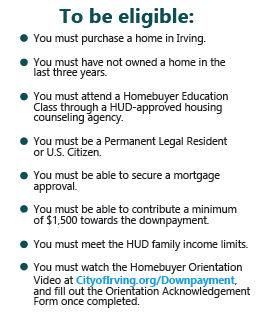 To be eligible:
You must purchase a home in Irving.
You must have not owned a home in the
last three years.
You must attend a Homebuyer Education
Class through a HUD-approved housing
counseling agency.
You must be a Permanent Legal Resident
or U.S. Citizen.
You must be able to secure a mortgage
approval.
You must be able to contribute a minimum
of $1,500 towards the downpayment.
You must meet the HUD family income limits.
You must watch the Homebuyer Orientation
Video at CityofIrving.org/Downpayment,
and fill out the Orientation Acknowledgement
Form once completed.